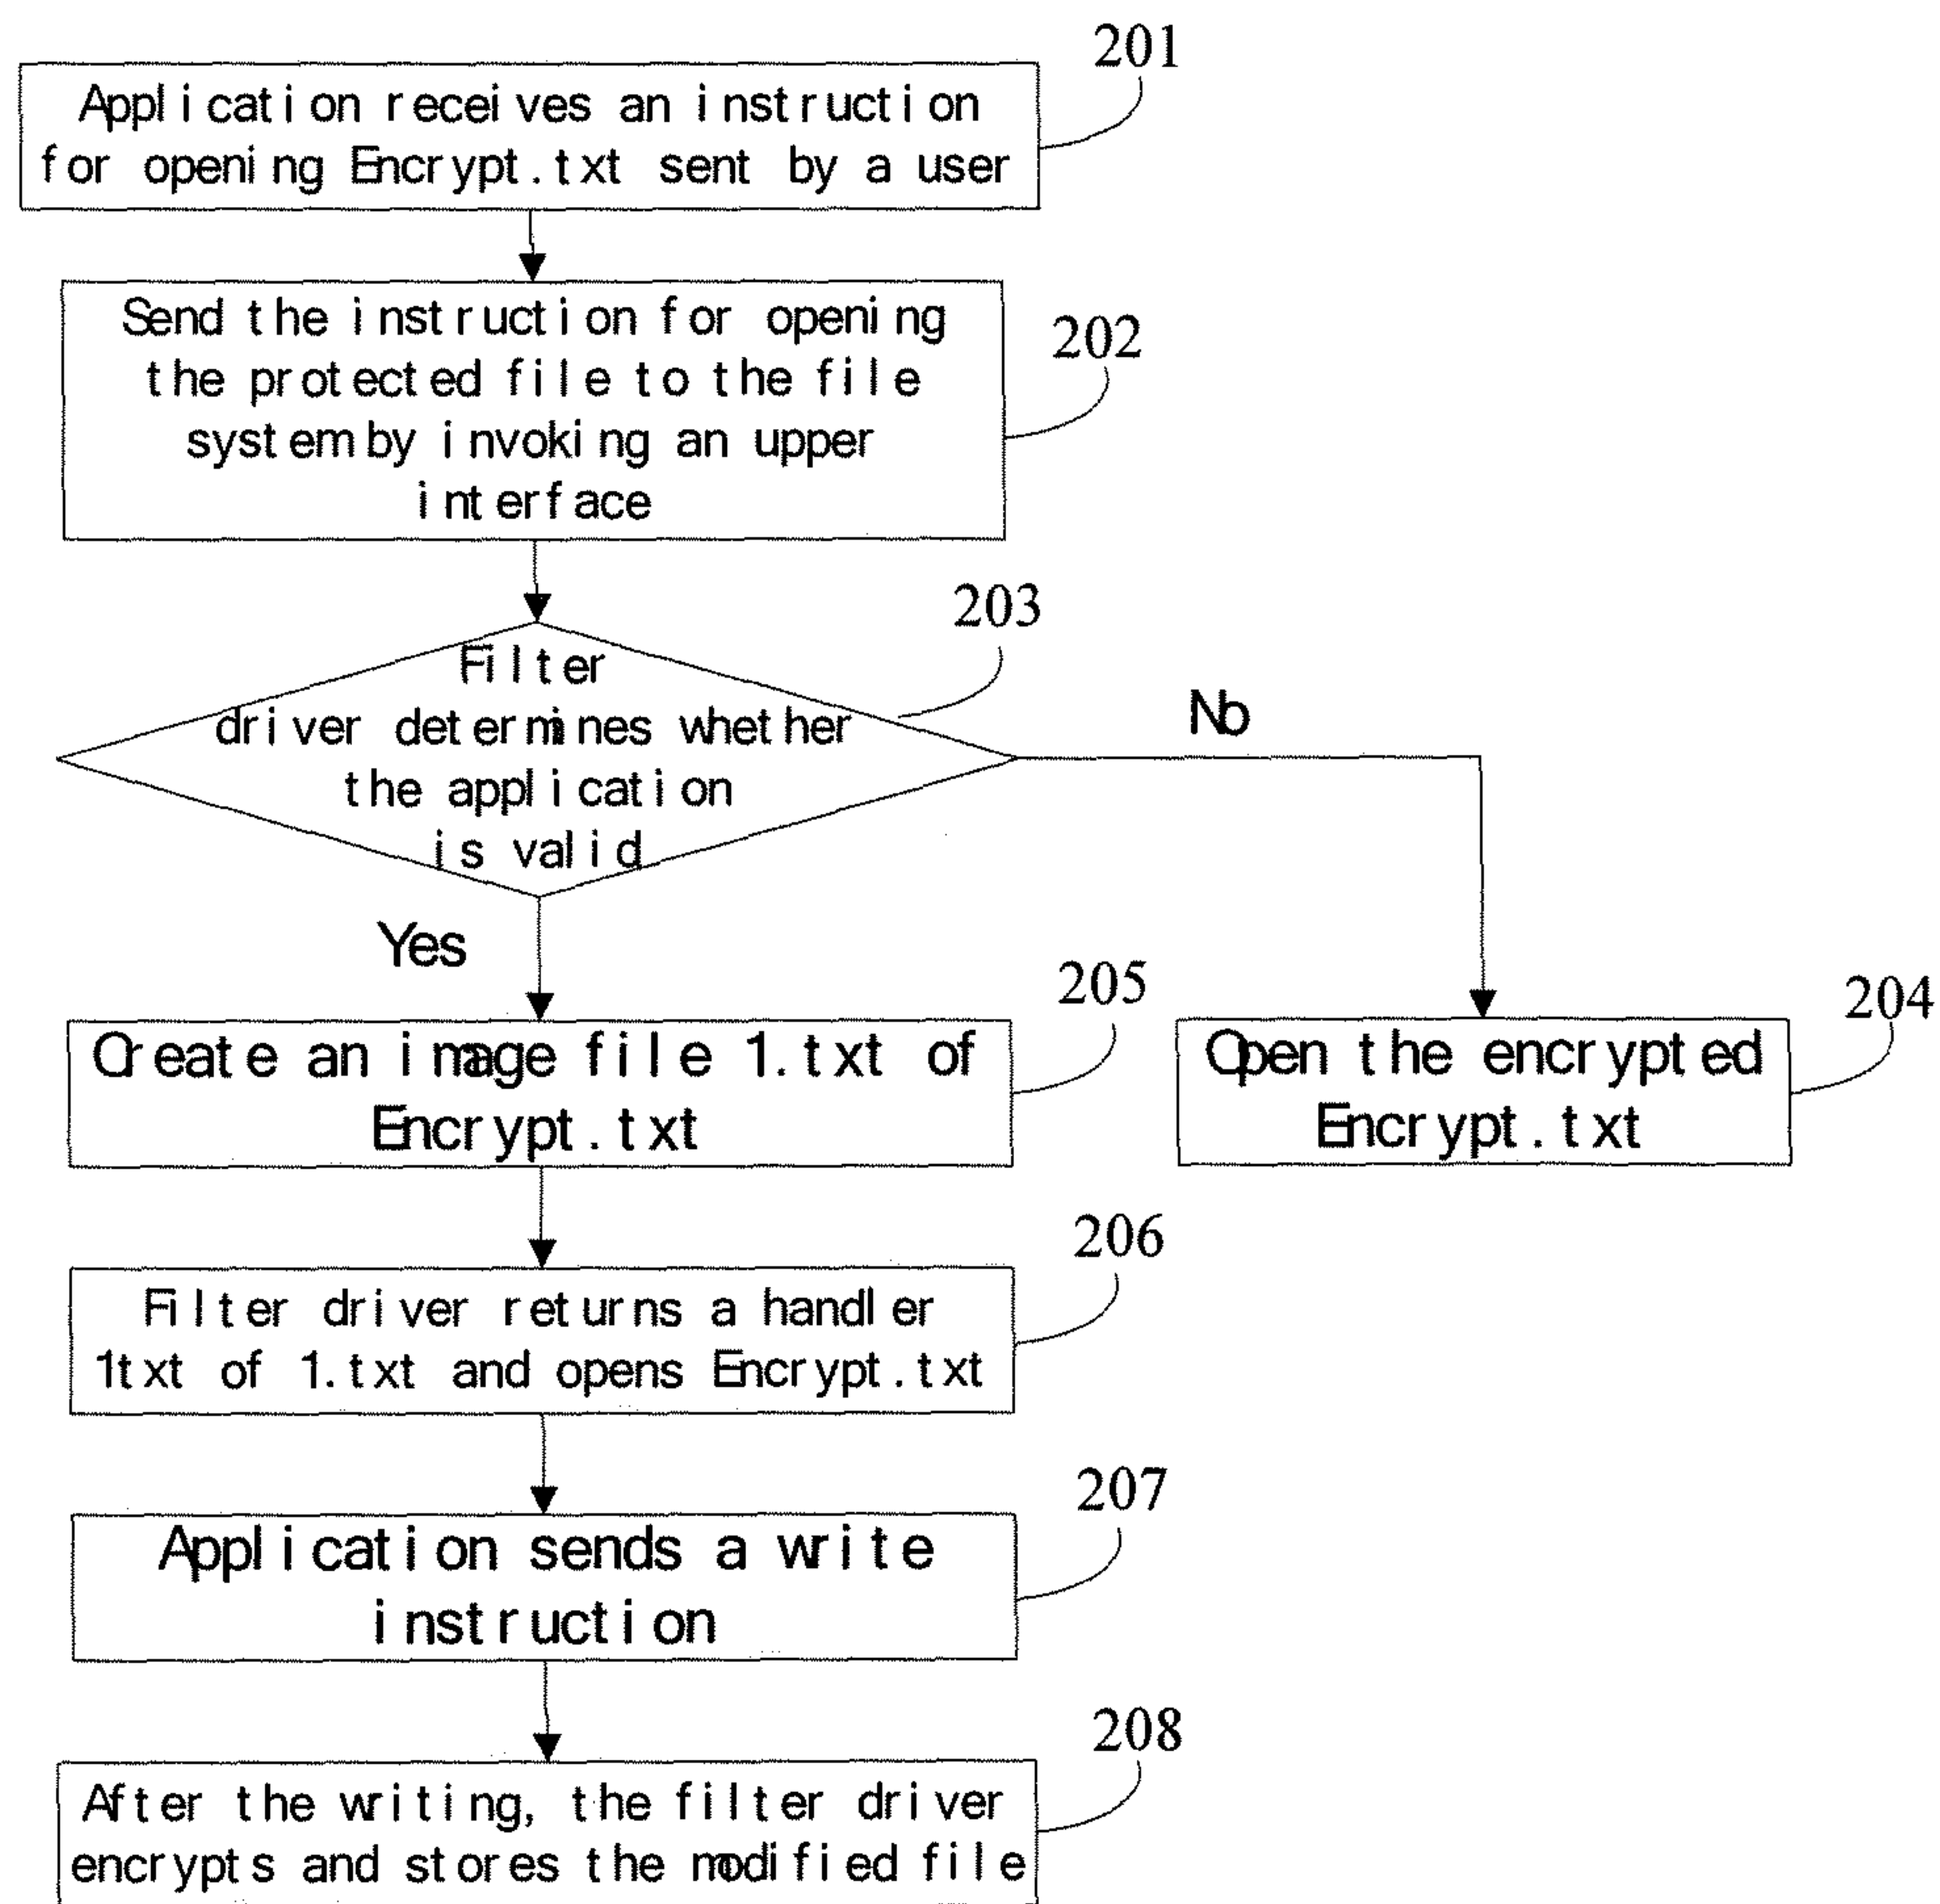 201
Application receives an instruction
for opening Encrypt.txt sent by a user
Send the instruction for opening
the protected file to the file
system by invoking an upper
interface
202
203
Filter
driver determines whether
the application
is valid
No
Yes
205
Create an image file 1.txt of
Encrypt.txt
204
Open the encrypted
Encrypt.txt
206
Filter driver returns a handler
1txt of 1.txt and opens Encrypt.txt
207
Application sends a write
instruction
208
After the writing, the filter driver
encrypts and stores the modified file